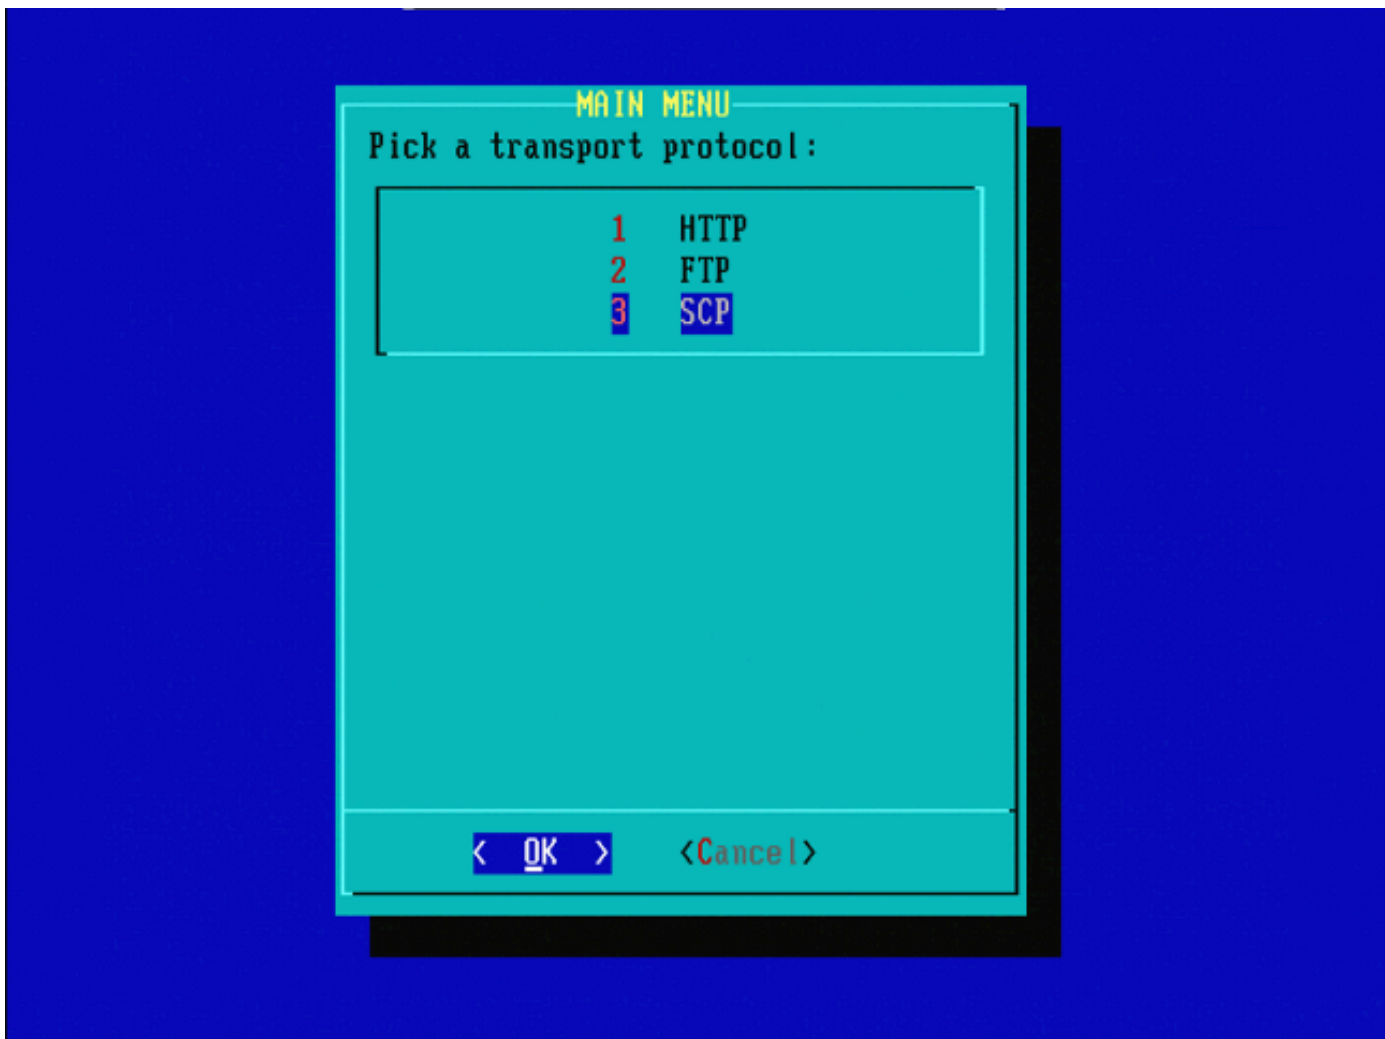 MAIN MENU
Pick a transport protocol:
1 HTTP
2 FTP
3 SCP
< OK > <Cancel>